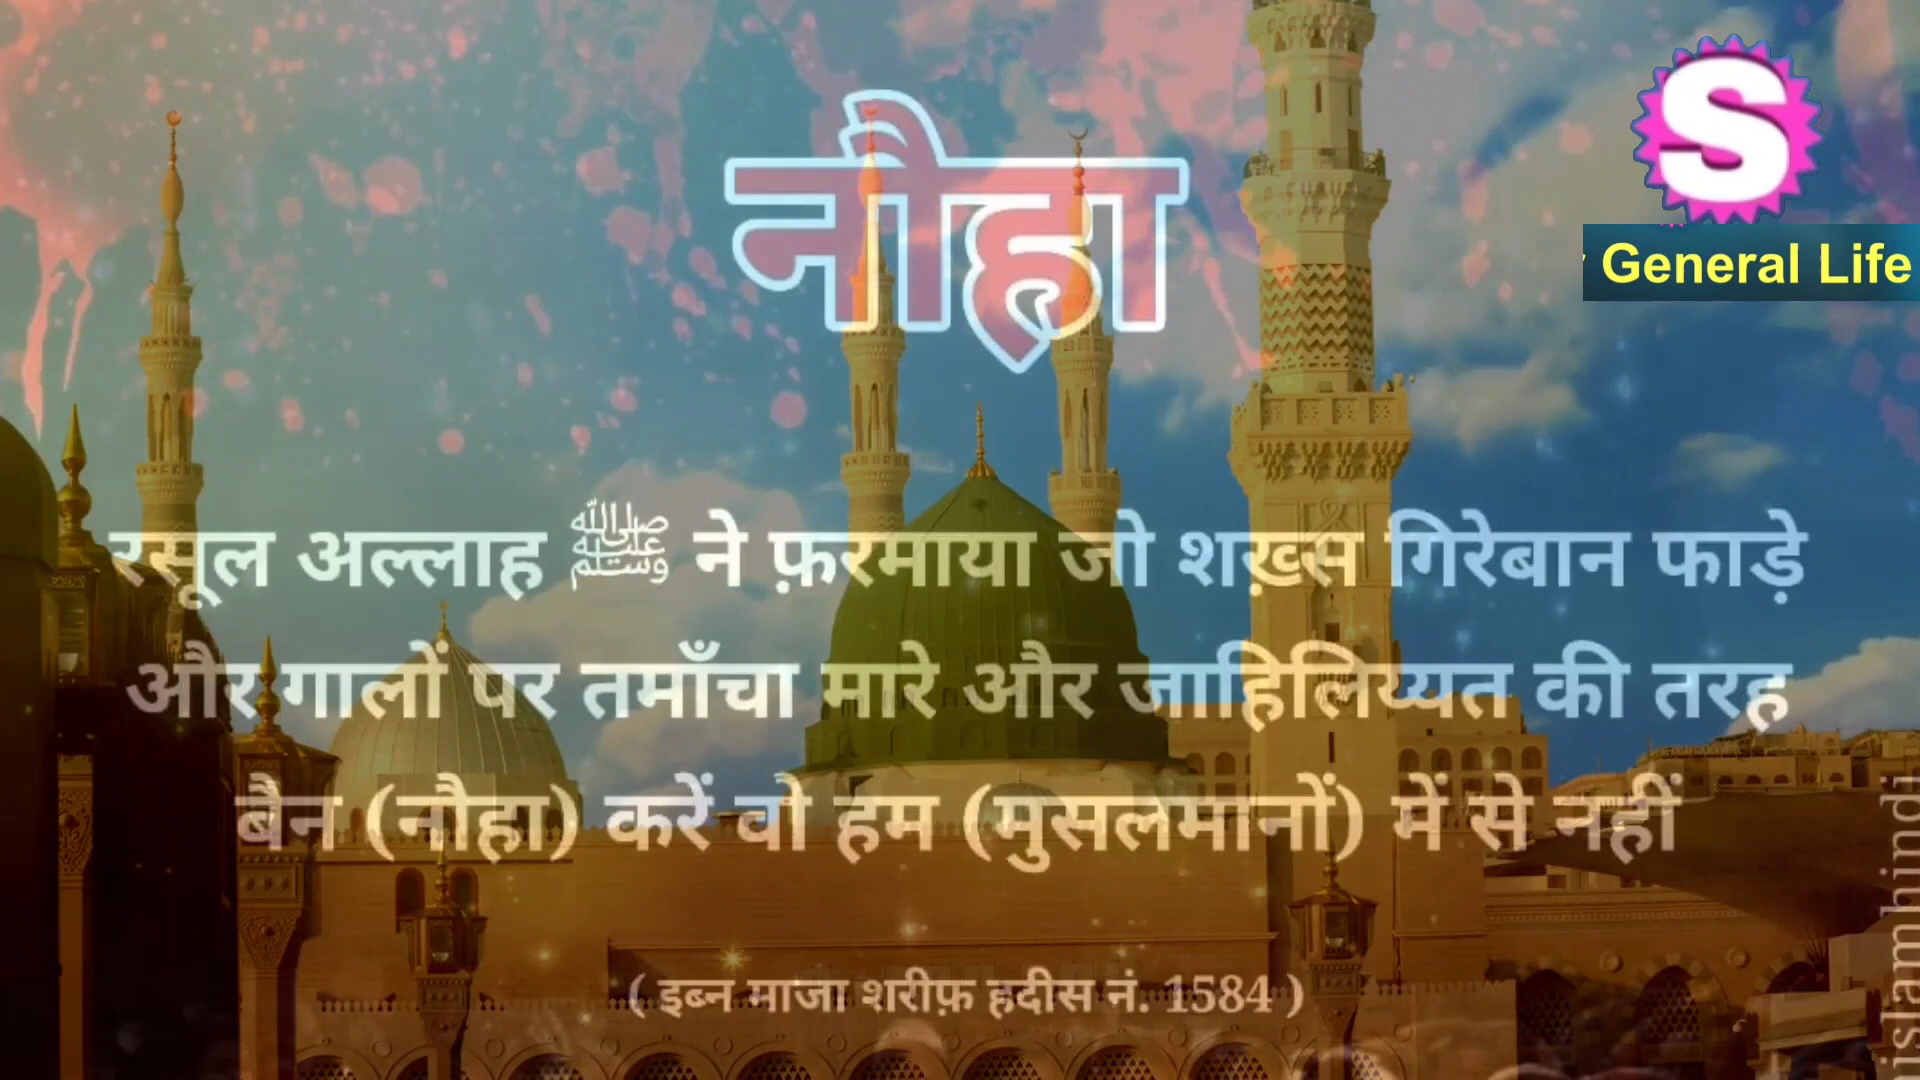 नौहा
S
General Life
रसूल अल्लाह ﷺ ने फ़रमाया जो शख़्स गिरेबान फाड़े
और गालों पर तमाँचा मारे और जाहिलिय्यत की तरह
बैन (नौहा) करें वो हम (मुसलमानों) में से नहीं
( इब्न माजा शरीफ़ हदीस नं. 1584 )
islamhindi